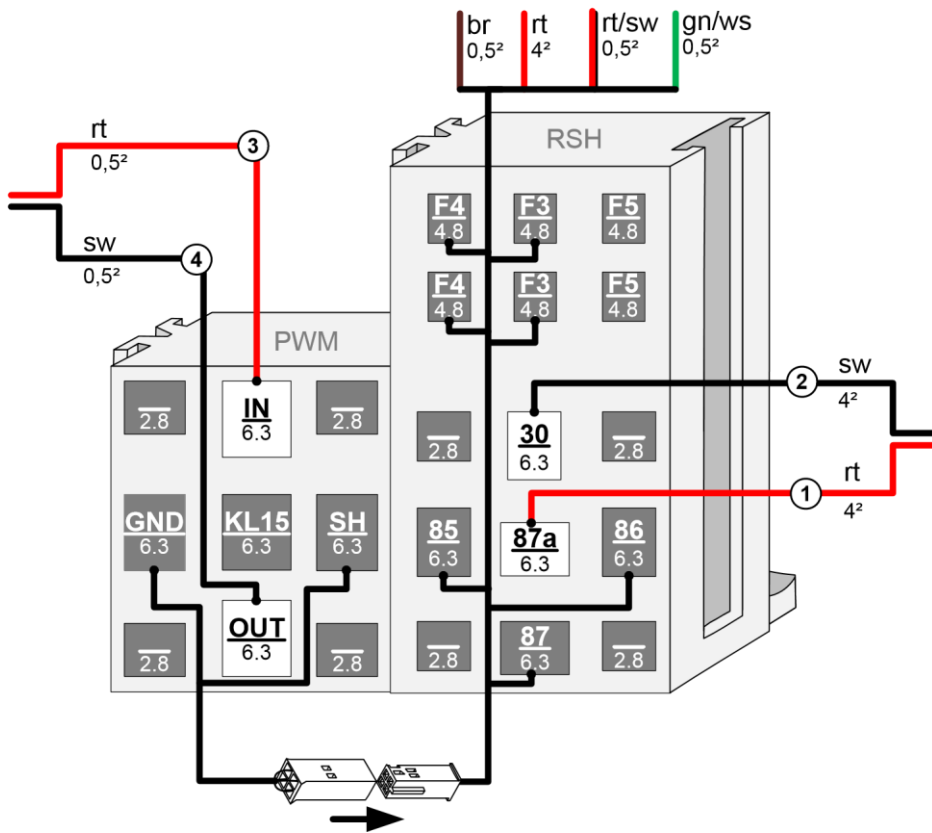 br
0,5²
rt
4²
rt/sw
0,5²
gn/ws
0,5²
rt
0,5²
3
RSH
F4
4.8
F3
4.8
F5
4.8
sw
0,5²
4
F4
4.8
F3
4.8
F5
4.8
PWM
2
sw
4²
2.8
IN
6.3
2.8
2.8
30
6.3
2.8
1
rt
4²
GND
6.3
KL15
6.3
SH
6.3
85
6.3
87a
6.3
86
6.3
2.8
OUT
6.3
2.8
2.8
87
6.3
2.8